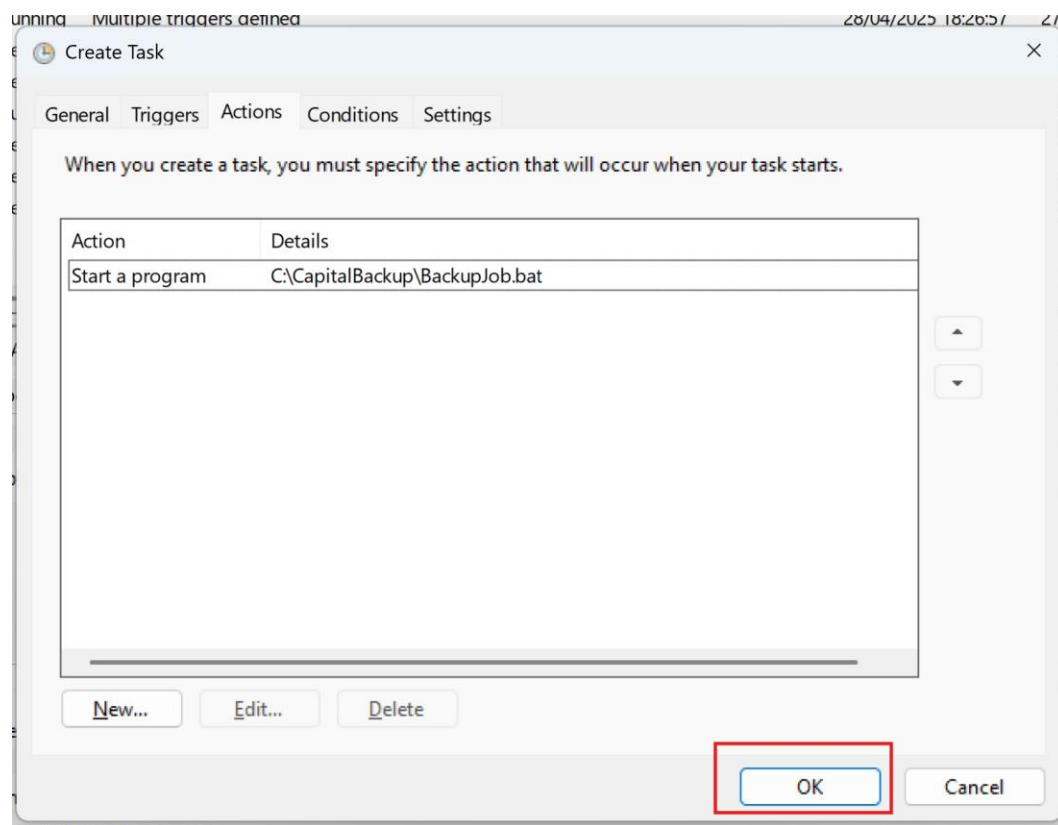 unning Multiple triggers defined 28/04/2025 18:26:57 27
Create Task
General Triggers Actions Conditions Settings
When you create a task, you must specify the action that will occur when your task starts.
Action Details
Start a program C:\CapitalBackup\BackupJob.bat
New... Edit... Delete
OK Cancel